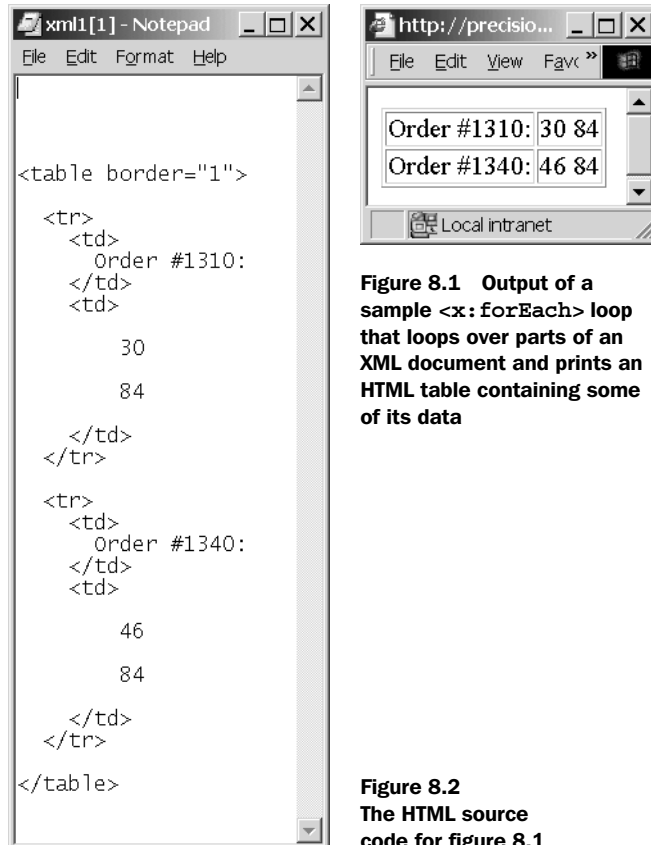 xml1[1] - Notepad
File Edit Format Help
<table border="1">
<tr>
<td>
Order #1310:
</td>
<td>
30
84
</td>
</tr>
<tr>
<td>
Order #1340:
</td>
<td>
46
84
</td>
</tr>
</table>
http://precisio...
File Edit View Favc »
Order #1310: 30 84
Order #1340: 46 84
Local intranet
Figure 8.1 Output of a
sample <x:forEach> loop
that loops over parts of an
XML document and prints an
HTML table containing some
of its data
Figure 8.2
The HTML source
code for figure 8.1